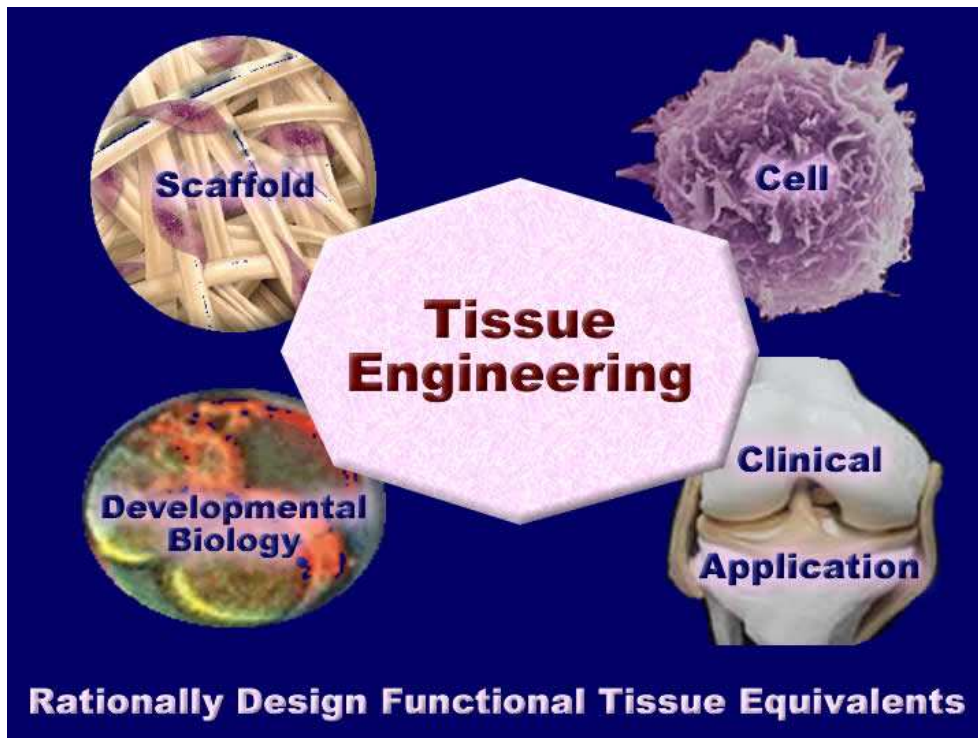 Scaffold
Cell
Tissue
Engineering
Developmental
Biology
Clinical
Application
Rationally Design Functional Tissue Equivalents